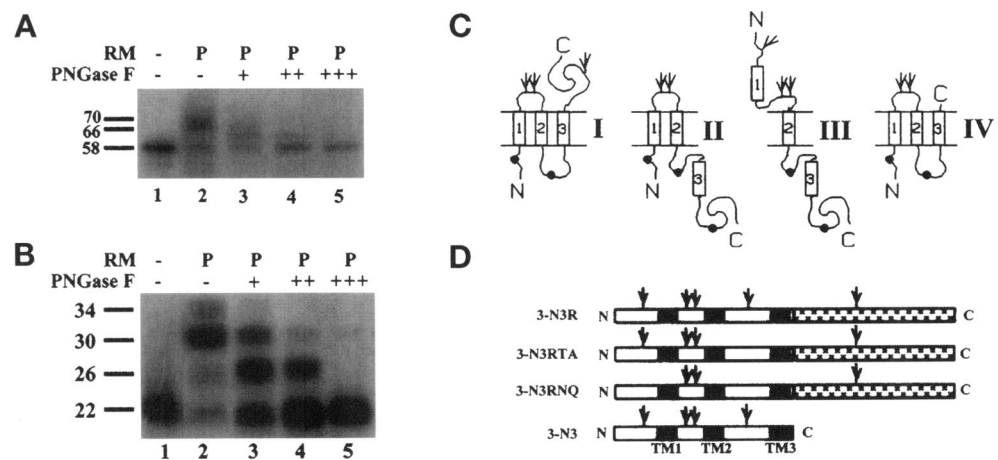 A
RM - P P P P
PNGase F - - + ++ +++
70
66
58
1 2 3 4 5
B
RM - P P P P
PNGase F - - + ++ +++
34
30
26
22
1 2 3 4 5
C
C N C
1 2 3 I 1 2 II 1 2 III 1 2 3 IV
N N 3 3 N
C C
D
3-N3R N C
3-N3RTA N C
3-N3RNQ N C
3-N3 N C
TM1 TM2 TM3